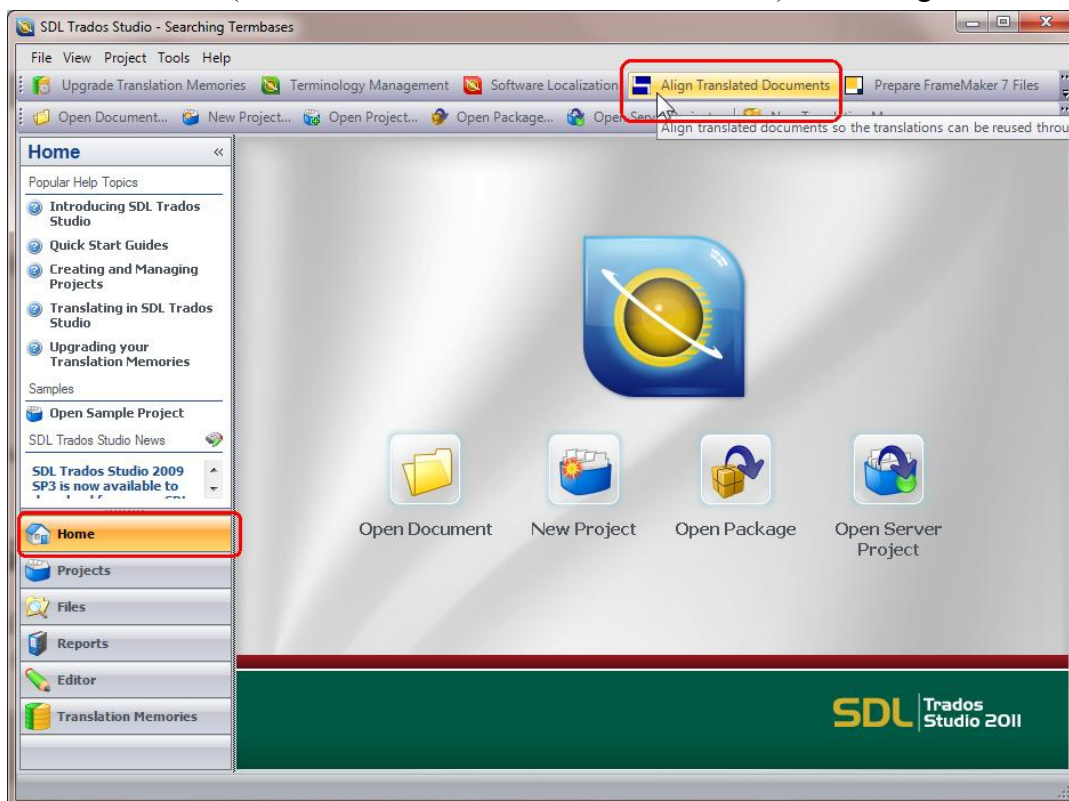 SDL Trados Studio - Searching Termbases
File View Project Tools Help
Upgrade Translation Memories Terminology Management Software Localization Align Translated Documents Prepare FrameMaker 7 Files
Open Document... New Project... Open Project... Open Package...
Align translated documents so the translations can be reused throu
Home
Popular Help Topics
Introducing SDL Trados
Studio
Quick Start Guides
Creating and Managing
Projects
Translating in SDL Trados
Studio
Upgrading your
Translation Memories
Samples
Open Sample Project
SDL Trados Studio News
SDL Trados Studio 2009
SP3 is now available to
Home
Projects
Files
Reports
Editor
Translation Memories
Open Document
New Project
Open Package
Open Server
Project
SDL Trados
Studio 2011